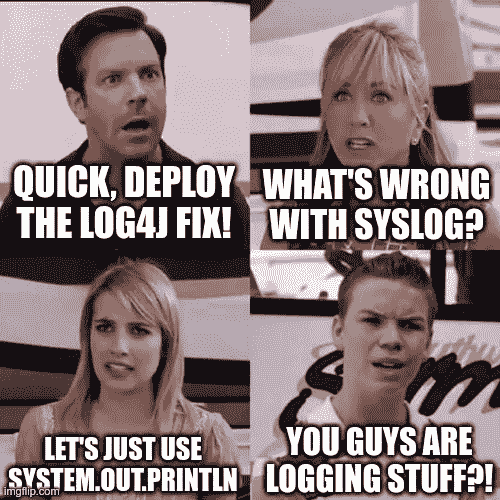 QUICK, DEPLOY
THE LOG4J FIX!
WHAT'S WRONG
WITH SYSLOG?
LET'S JUST USE
SYSTEM.OUT.PRINTLN
YOU GUYS ARE
LOGGING STUFF?!
imgflip.com